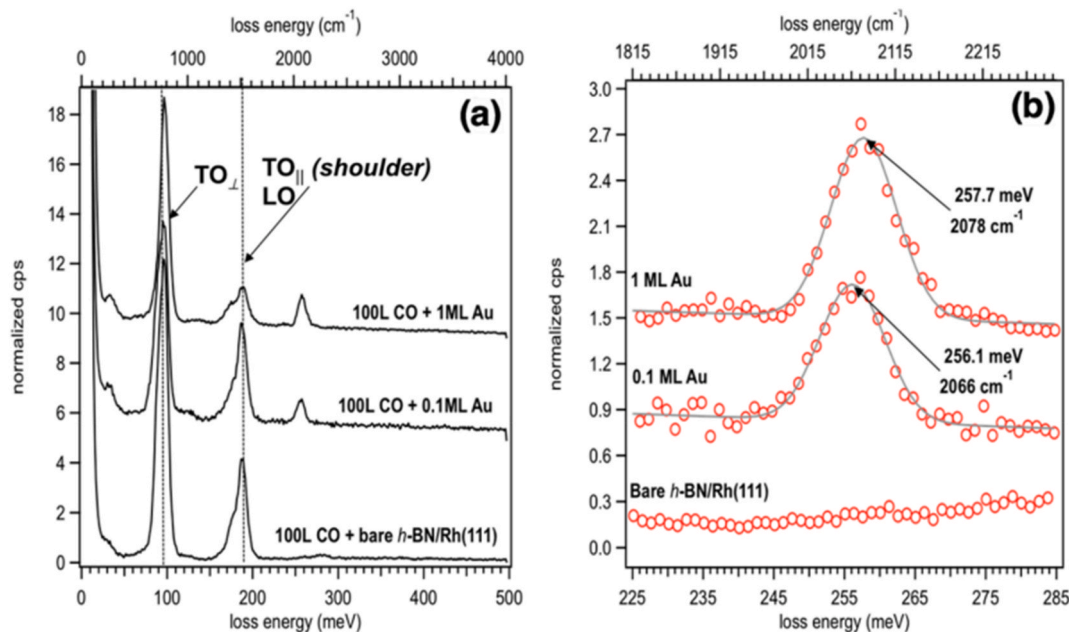 loss energy (cm⁻¹)
0 1000 2000 3000 4000
(a)
18
16
14
12
10
8
6
4
2
0
normalized cps
TO⊥
TO|| (shoulder)
LO
100L CO + 1ML Au
100L CO + 0.1ML Au
100L CO + bare h-BN/Rh(111)
0 100 200 300 400 500
loss energy (meV)
loss energy (cm⁻¹)
1815 1915 2015 2115 2215
(b)
3.0
2.7
2.4
2.1
1.8
1.5
1.2
0.9
0.6
0.3
0.0
normalized cps
257.7 meV
2078 cm⁻¹
1 ML Au
256.1 meV
2066 cm⁻¹
0.1 ML Au
Bare h-BN/Rh(111)
225 235 245 255 265 275 285
loss energy (meV)